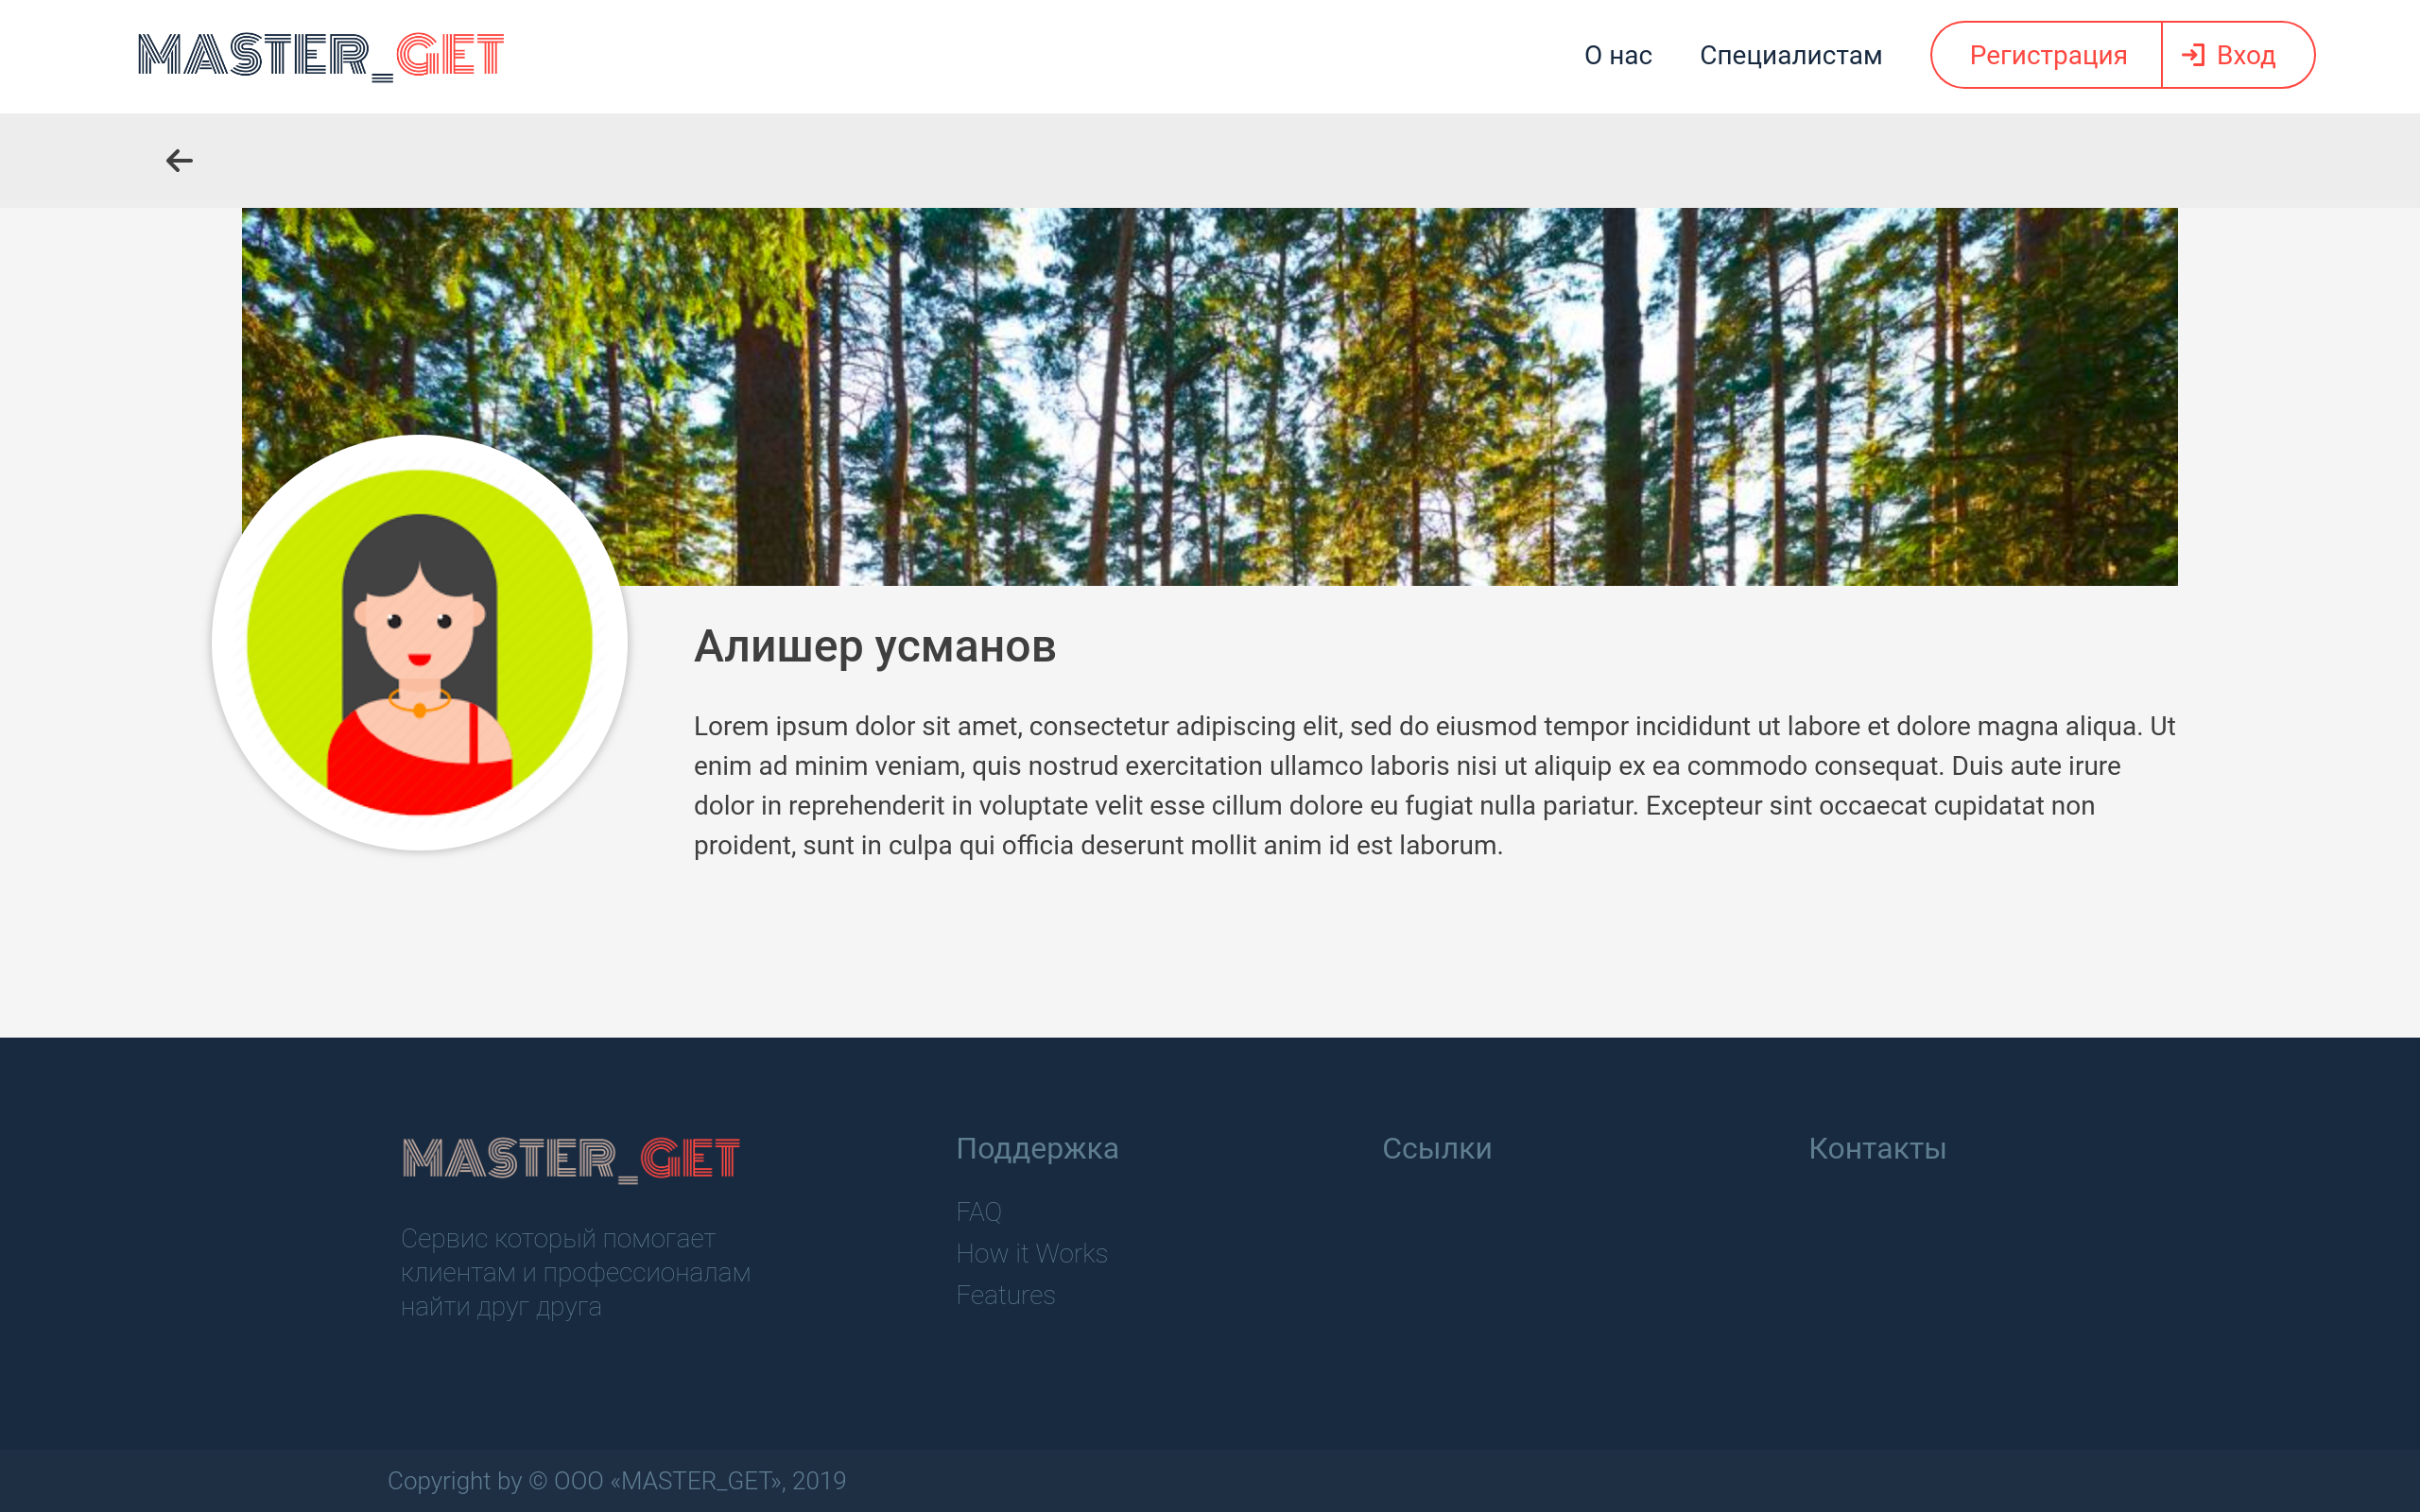 MASTER_GET
О нас
Специалистам
Регистрация
Вход
Алишер усманов
Lorem ipsum dolor sit amet, consectetur adipiscing elit, sed do eiusmod tempor incididunt ut labore et dolore magna aliqua. Ut
enim ad minim veniam, quis nostrud exercitation ullamco laboris nisi ut aliquip ex ea commodo consequat. Duis aute irure
dolor in reprehenderit in voluptate velit esse cillum dolore eu fugiat nulla pariatur. Excepteur sint occaecat cupidatat non
proident, sunt in culpa qui officia deserunt mollit anim id est laborum.
MASTER_GET
Сервис который помогает
клиентам и профессионалам
найти друг друга
Поддержка
FAQ
How it Works
Features
Ссылки
Контакты
Copyright by © ООО «MASTER_GET», 2019